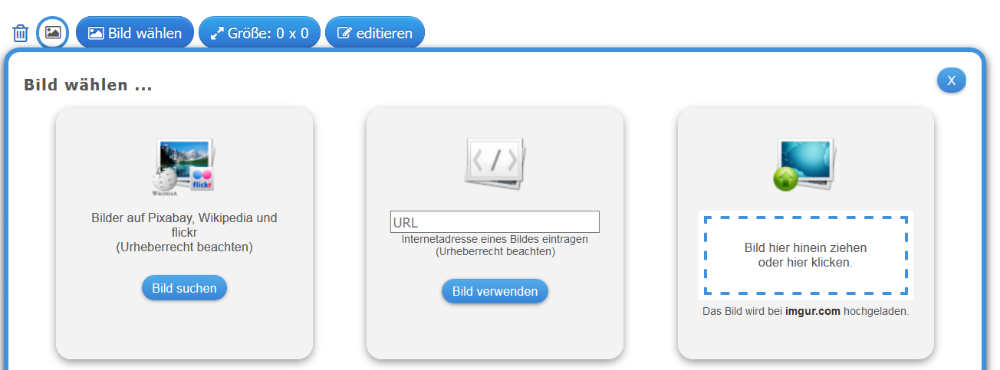 Bild wählen
Größe: 0 x 0
editieren
Bild wählen ...
X
WIKIPEDIA
flickr
Bilder auf Pixabay, Wikipedia und
flickr
(Urheberrecht beachten)
Bild suchen
</>
URL
Internetadresse eines Bildes eintragen
(Urheberrecht beachten)
Bild verwenden
Bild hier hinein ziehen
oder hier klicken.
Das Bild wird bei imgur.com hochgeladen.